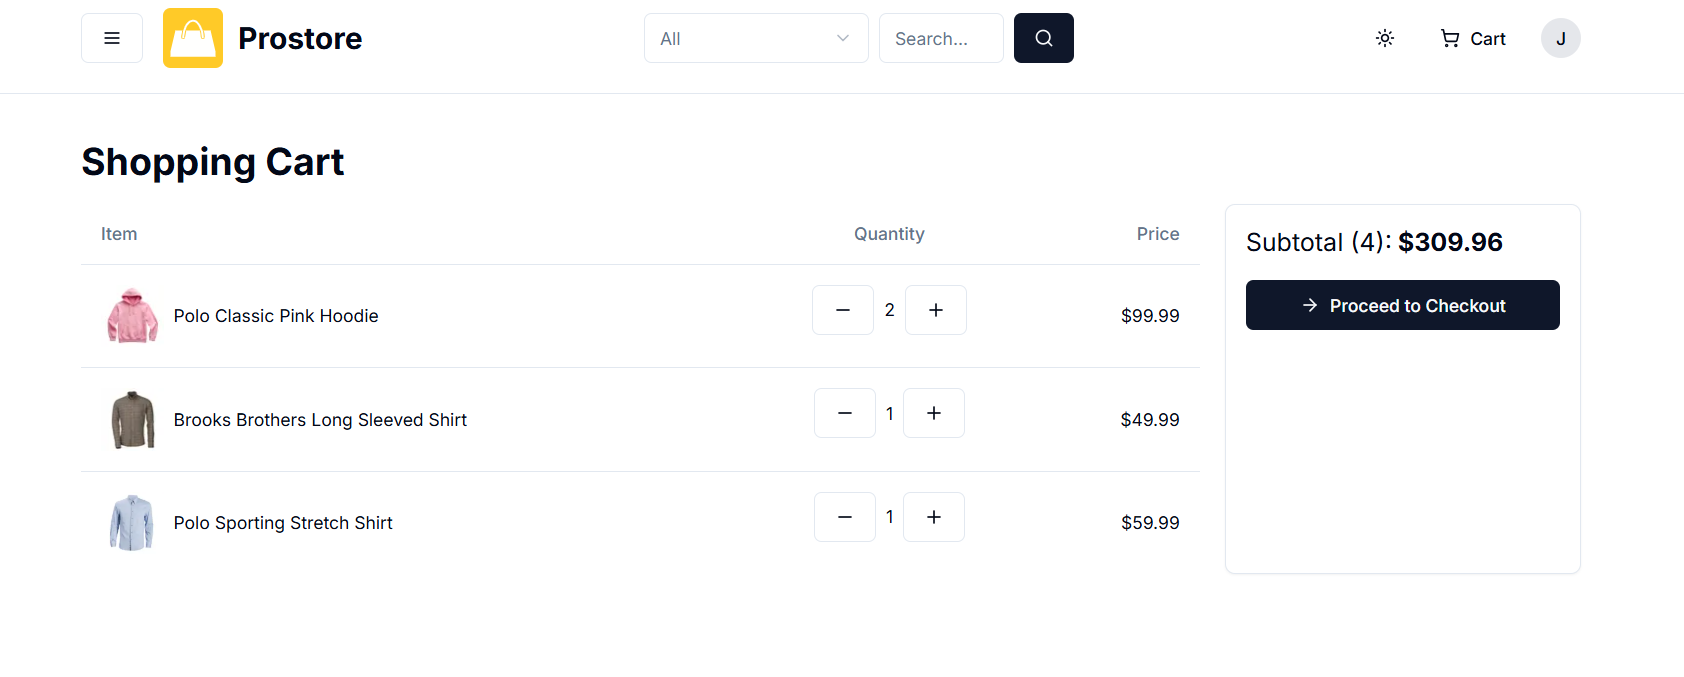 Prostore
All
Search...
Cart
J
Shopping Cart
Item Quantity Price
Polo Classic Pink Hoodie 2 $99.99
Brooks Brothers Long Sleeved Shirt 1 $49.99
Polo Sporting Stretch Shirt 1 $59.99
Subtotal (4): $309.96
Proceed to Checkout